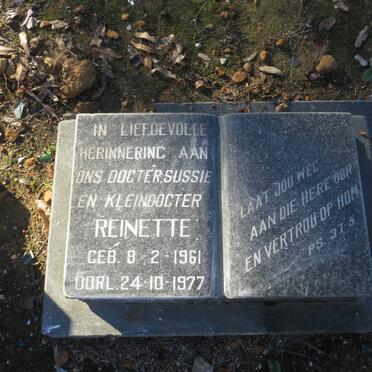 IN LIEFDEVOLLE
HERINNERING AAN
ONS DOGTER, SUSSIE
EN KLEINDOGTER
REINETTE
GEB. 8-2-1961
OORL. 24-10-1977
LAAT JOU WEG
AAN DIE HERE OOR
EN VERTROU OP HOM
PS. 37:5